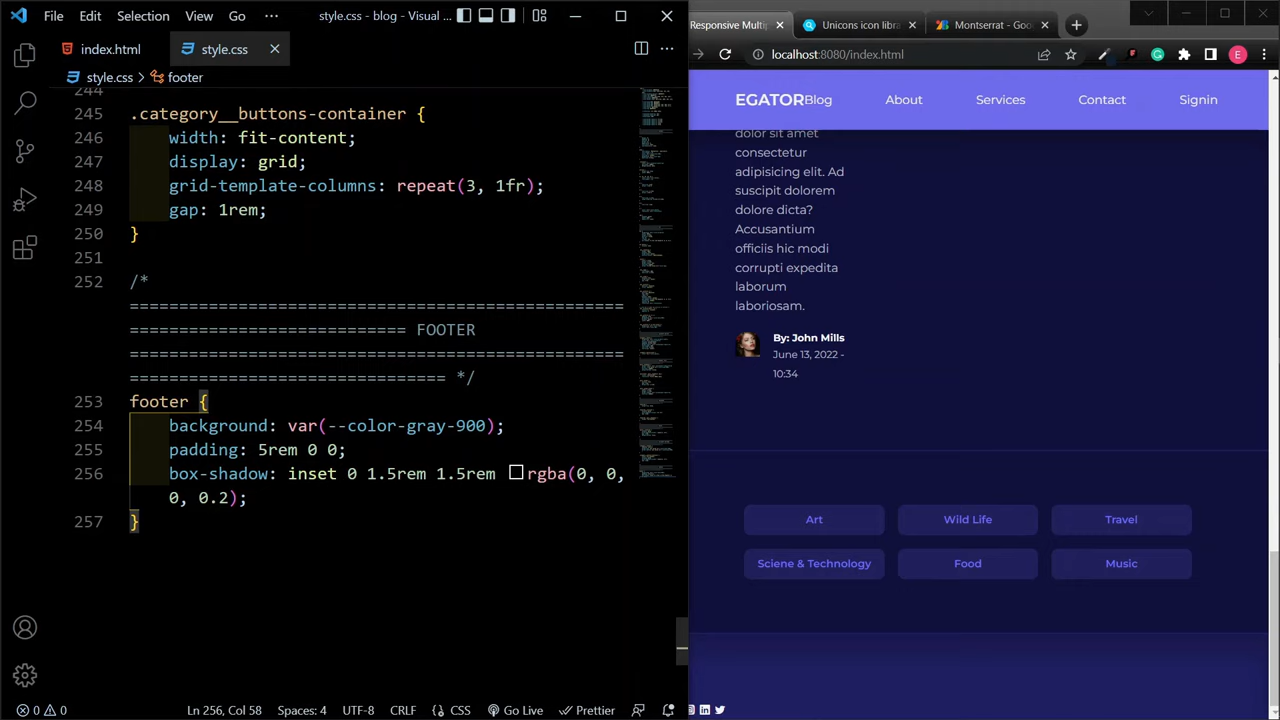 File Edit View Go ··· style.css - blog - Visual ...
index.html style.css
style.css > footer
244
245 .category__buttons-container {
246 width: fit-content;
247 display: grid;
248 grid-template-columns: repeat(3, 1fr);
249 gap: 1rem;
250 }
251
252 /*
==================================================
============================ FOOTER
==================================================
================================ */
253 footer {
254 background: var(--color-gray-900);
255 padding: 5rem 0 0;
256 box-shadow: inset 0 1.5rem 1.5rem rgba(0, 0,
0, 0.2);
257 }
0 0 Ln 256, Col 58 Spaces: 4 UTF-8 CRLF {} CSS Go Live Prettier
Responsive Multip Unicons icon libra Montserrat - Goo
localhost:8080/index.html E
EGATORBlog About Services Contact Signin
dolor sit amet
consectetur
adipisicing elit. Ad
suscipit dolorem
dolore dicta?
Accusantium
officiis hic modi
corrupti expedita
laborum
laboriosam.
By: John Mills
June 13, 2022 -
10:34
Art Wild Life Travel
Sciene & Technology Food Music